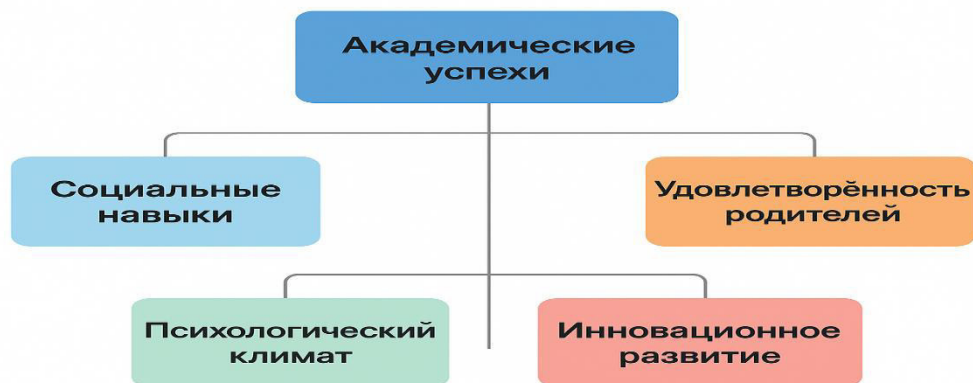 Академические
успехи
Социальные
навыки
Удовлетворённость
родителей
Психологический
климат
Инновационное
развитие